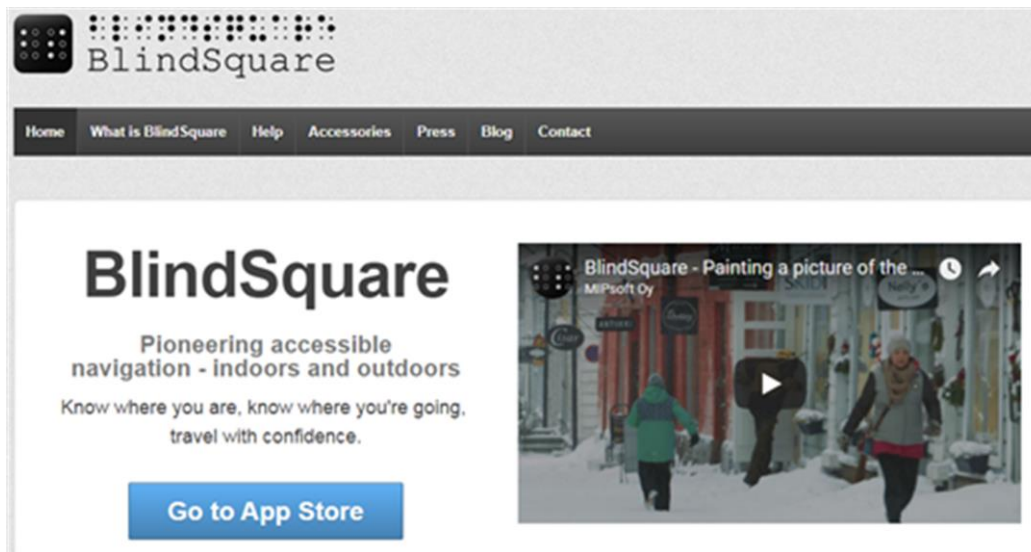 BlindSquare
Home What is BlindSquare Help Accessories Press Blog Contact
BlindSquare
Pioneering accessible
navigation - indoors and outdoors
Know where you are, know where you're going,
travel with confidence.
Go to App Store
BlindSquare - Painting a picture of the ...
MIPsoft Oy
SKIDI
Nelly's